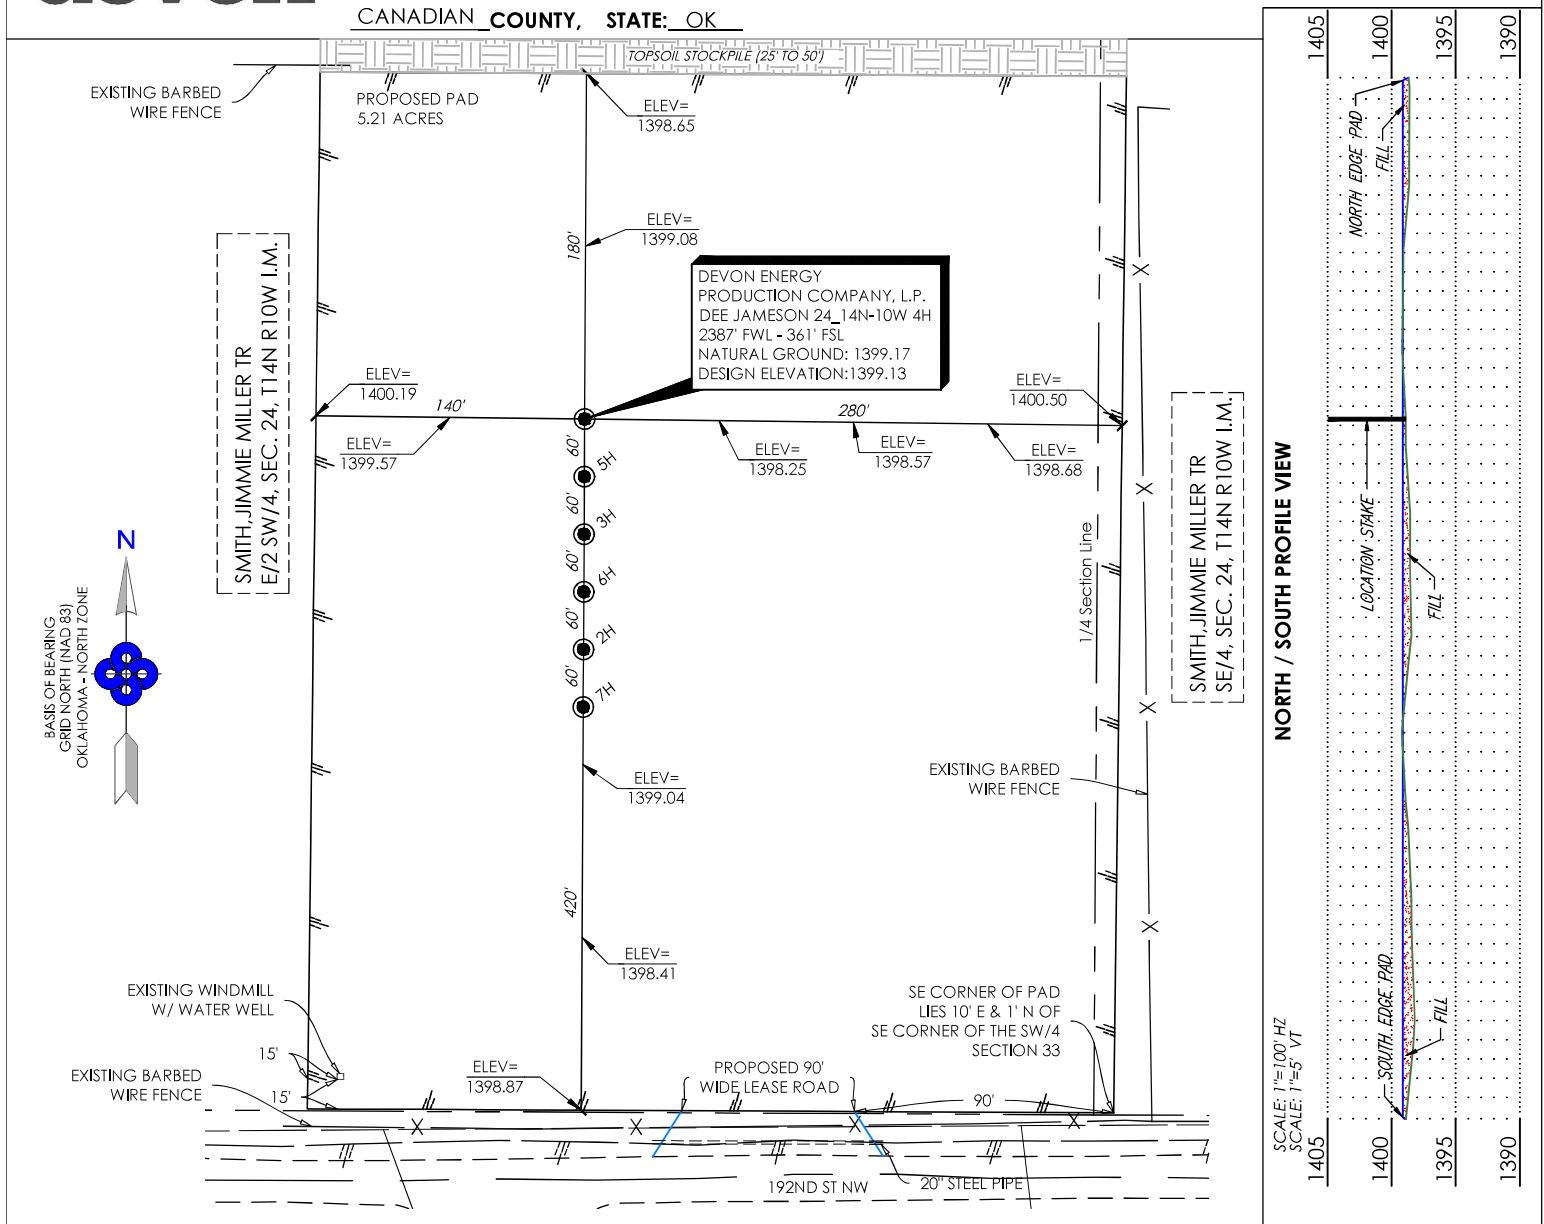 devon
CANADIAN COUNTY, STATE: OK
TOPSOIL STOCKPILE (25' TO 50')
EXISTING BARBED
WIRE FENCE
PROPOSED PAD
5.21 ACRES
ELEV=
1398.65
ELEV=
1399.08
180'
DEVON ENERGY
PRODUCTION COMPANY, L.P.
DEE JAMESON 24_14N-10W 4H
2387' FWL - 361' FSL
NATURAL GROUND: 1399.17
DESIGN ELEVATION:1399.13
SMITH,JIMMIE MILLER TR
E/2 SW/4, SEC. 24, T14N R10W I.M.
ELEV=
1400.19
140'
280'
ELEV=
1400.50
ELEV=
1399.57
ELEV=
1398.25
ELEV=
1398.57
ELEV=
1398.68
60'
5H
60'
3H
60'
6H
60'
2H
60'
7H
1/4 Section Line
SMITH,JIMMIE MILLER TR
SE/4, SEC. 24, T14N R10W I.M.
N
BASIS OF BEARING
GRID NORTH (NAD 83)
OKLAHOMA - NORTH ZONE
ELEV=
1399.04
EXISTING BARBED
WIRE FENCE
420'
ELEV=
1398.41
EXISTING WINDMILL
W/ WATER WELL
SE CORNER OF PAD
LIES 10' E & 1' N OF
SE CORNER OF THE SW/4
SECTION 33
15'
EXISTING BARBED
WIRE FENCE
15'
ELEV=
1398.87
PROPOSED 90'
WIDE LEASE ROAD
90'
X
X
X
X
X
X
X
X
192ND ST NW
20" STEEL PIPE
1405
1400
1395
1390
NORTH EDGE PAD
FILL
LOCATION STAKE
FILL
NORTH / SOUTH PROFILE VIEW
SOUTH EDGE PAD
FILL
SCALE: 1"=100' HZ
SCALE: 1"=5' VT
1405
1400
1395
1390